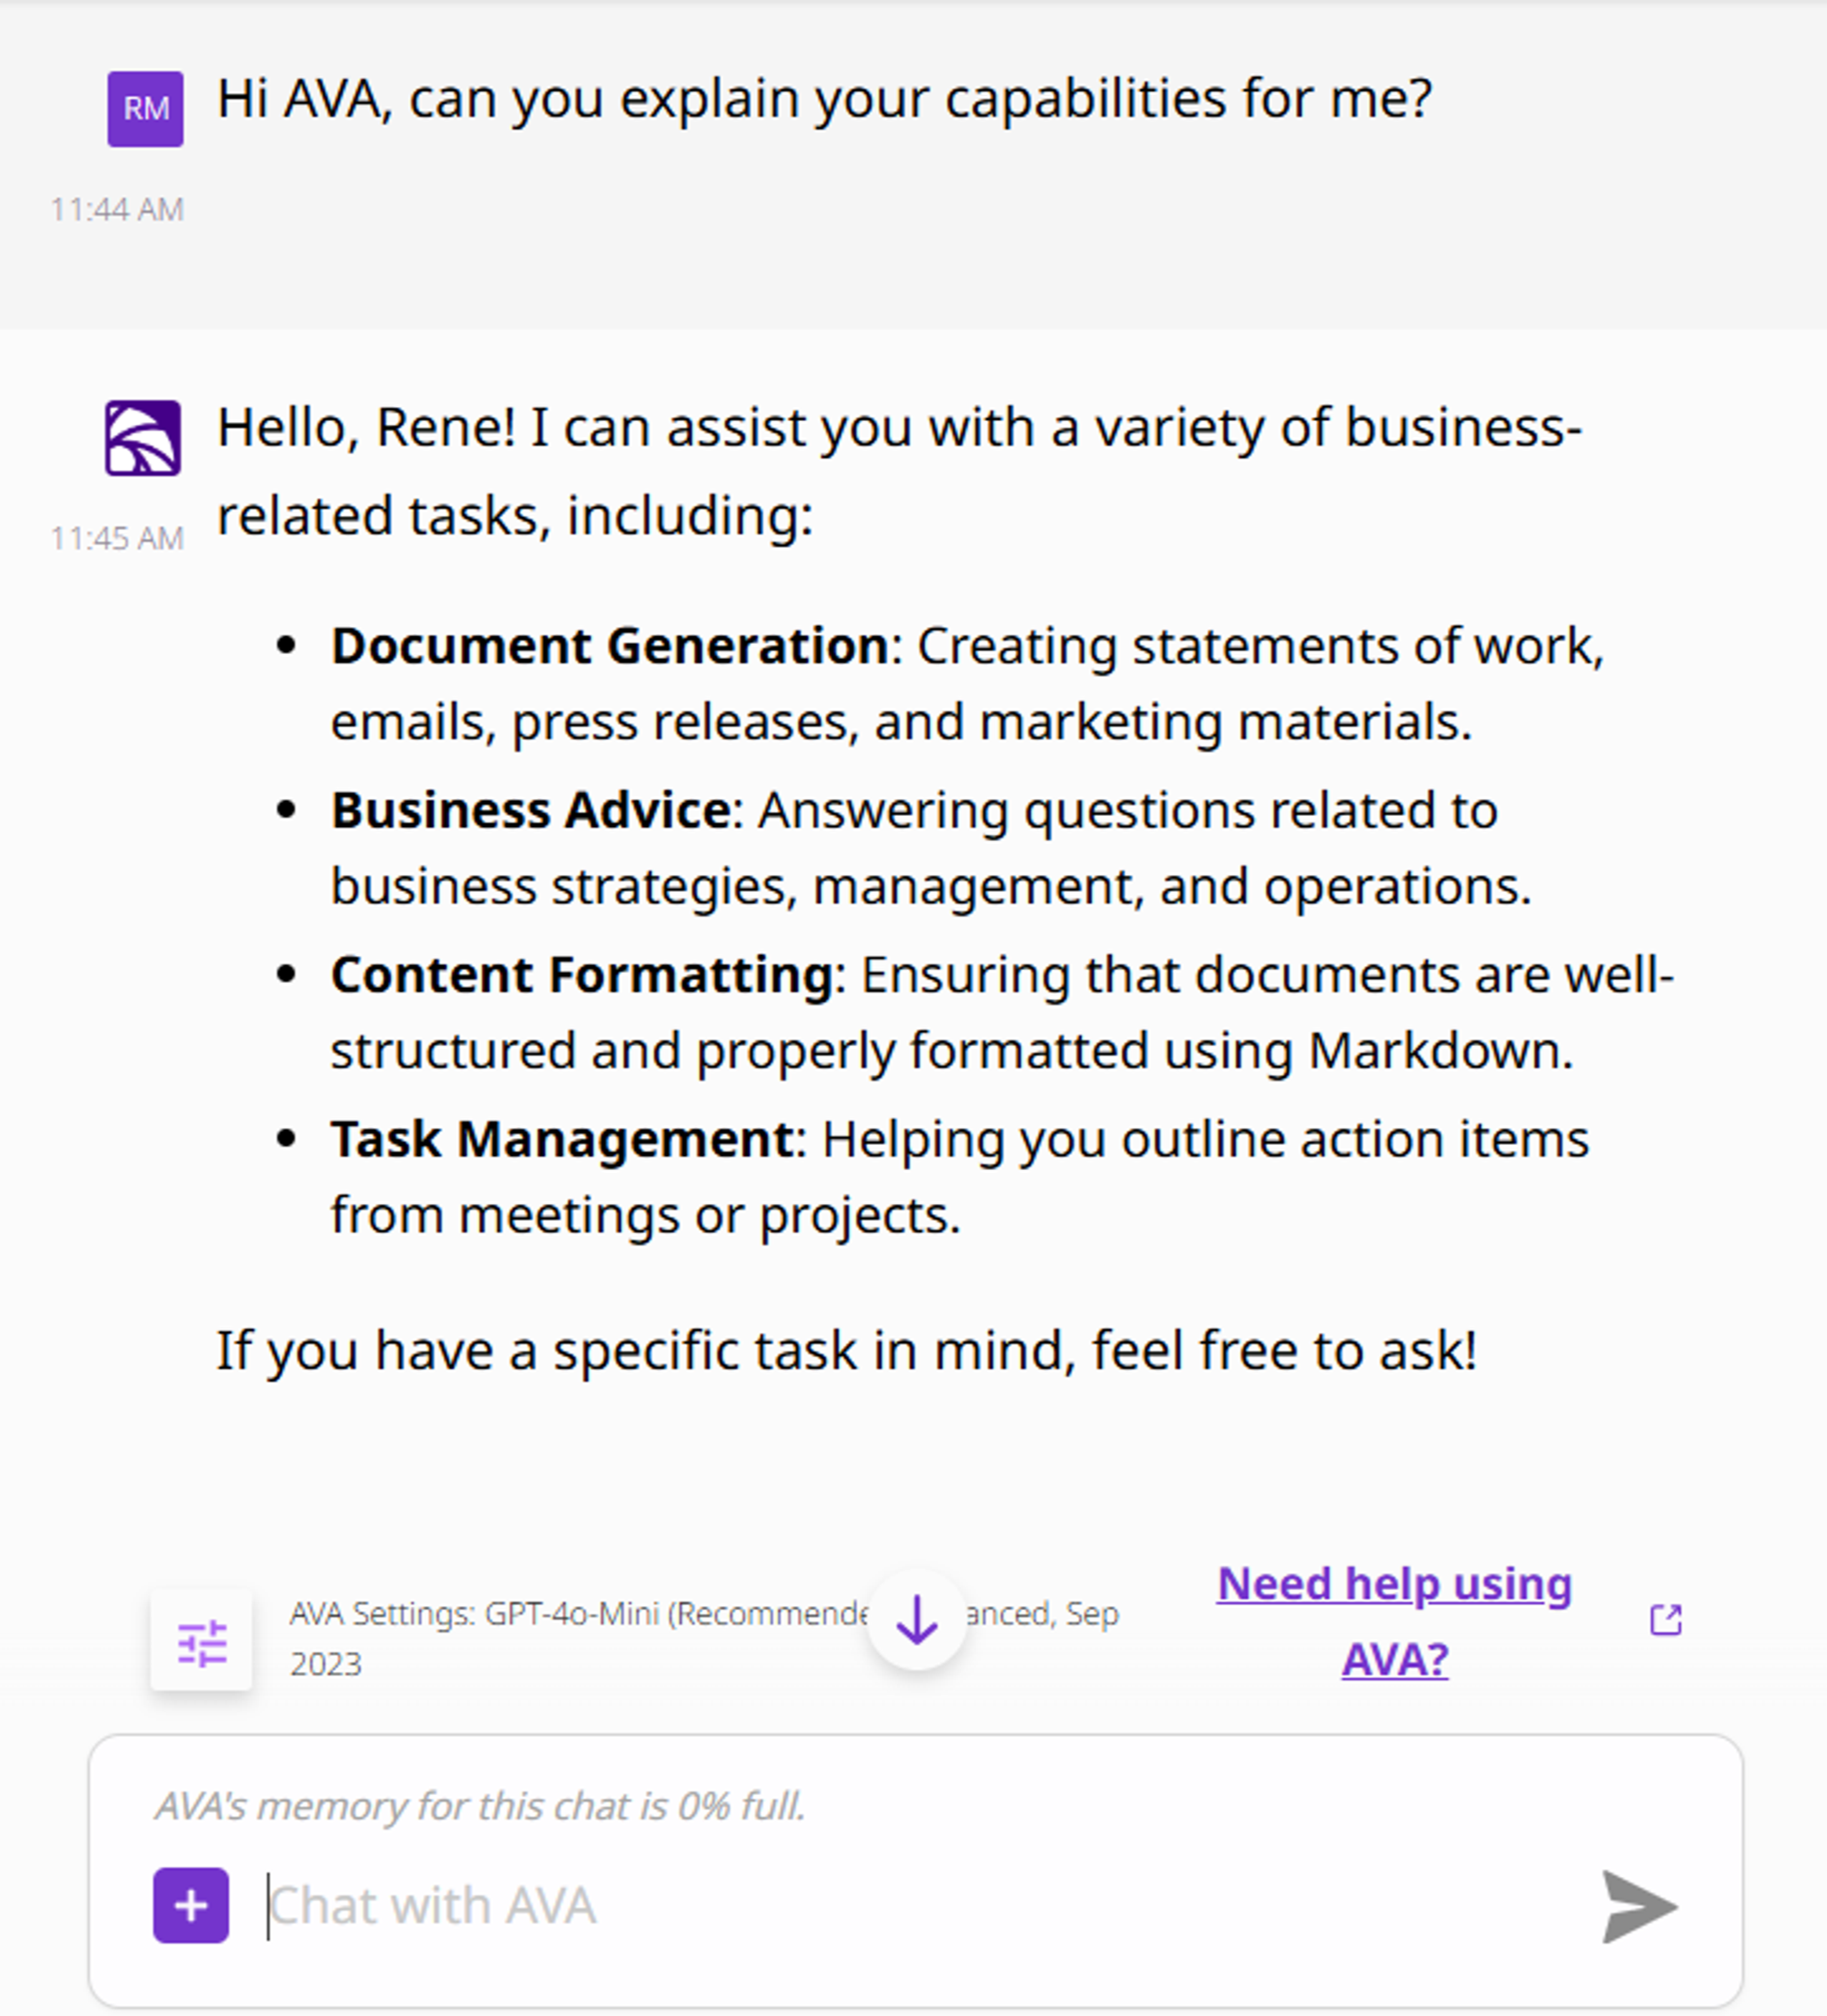 RM
Hi AVA, can you explain your capabilities for me?
11:44 AM
Hello, Rene! I can assist you with a variety of business-
related tasks, including:
11:45 AM
• Document Generation: Creating statements of work,
emails, press releases, and marketing materials.
• Business Advice: Answering questions related to
business strategies, management, and operations.
• Content Formatting: Ensuring that documents are well-
structured and properly formatted using Markdown.
• Task Management: Helping you outline action items
from meetings or projects.
If you have a specific task in mind, feel free to ask!
AVA Settings: GPT-4o-Mini (Recommende anced, Sep
2023
Need help using
AVA?
AVA's memory for this chat is 0% full.
+
Chat with AVA